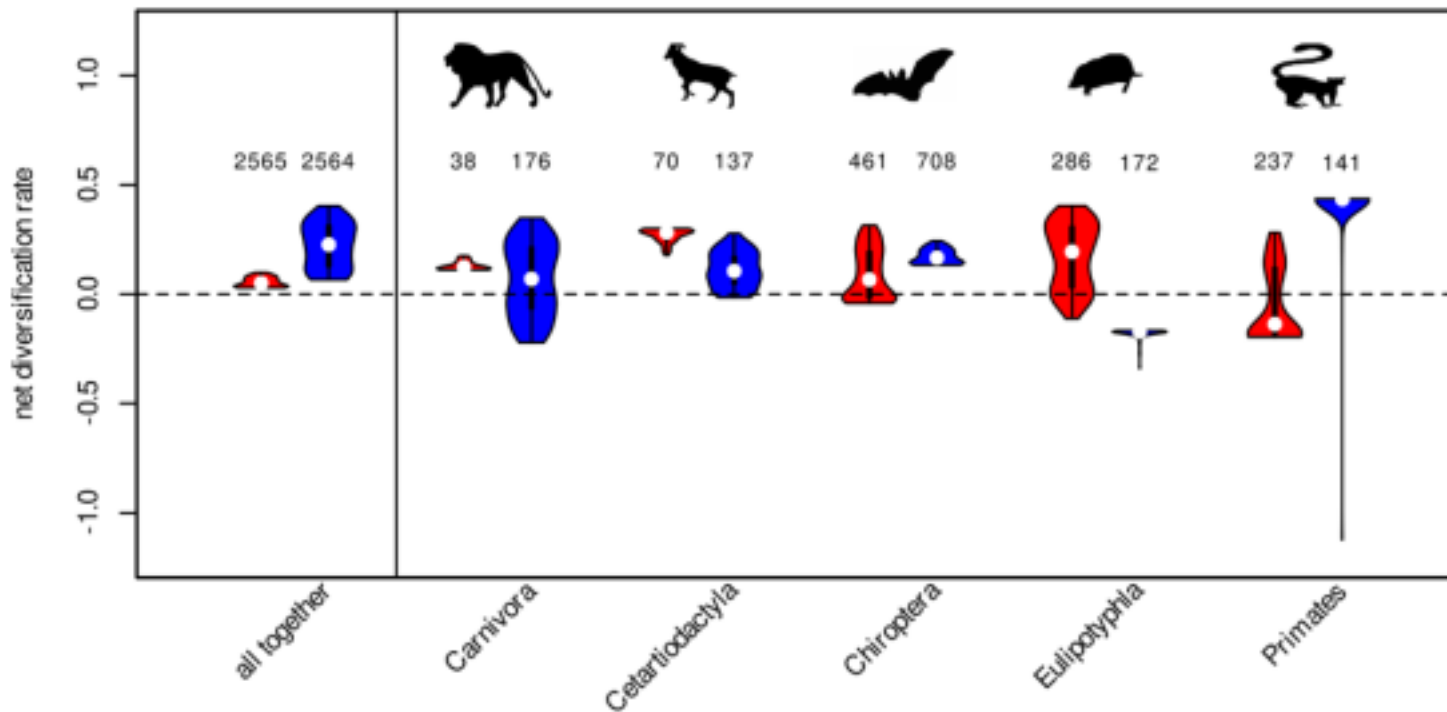 net diversification rate
1.0
0.5
0.0
-0.5
-1.0
2565 2564 38 176 70 137 461 708 286 172 237 141
all together
Carnivora
Cetartiodactyla
Chiroptera
Eulipotyphla
Primates